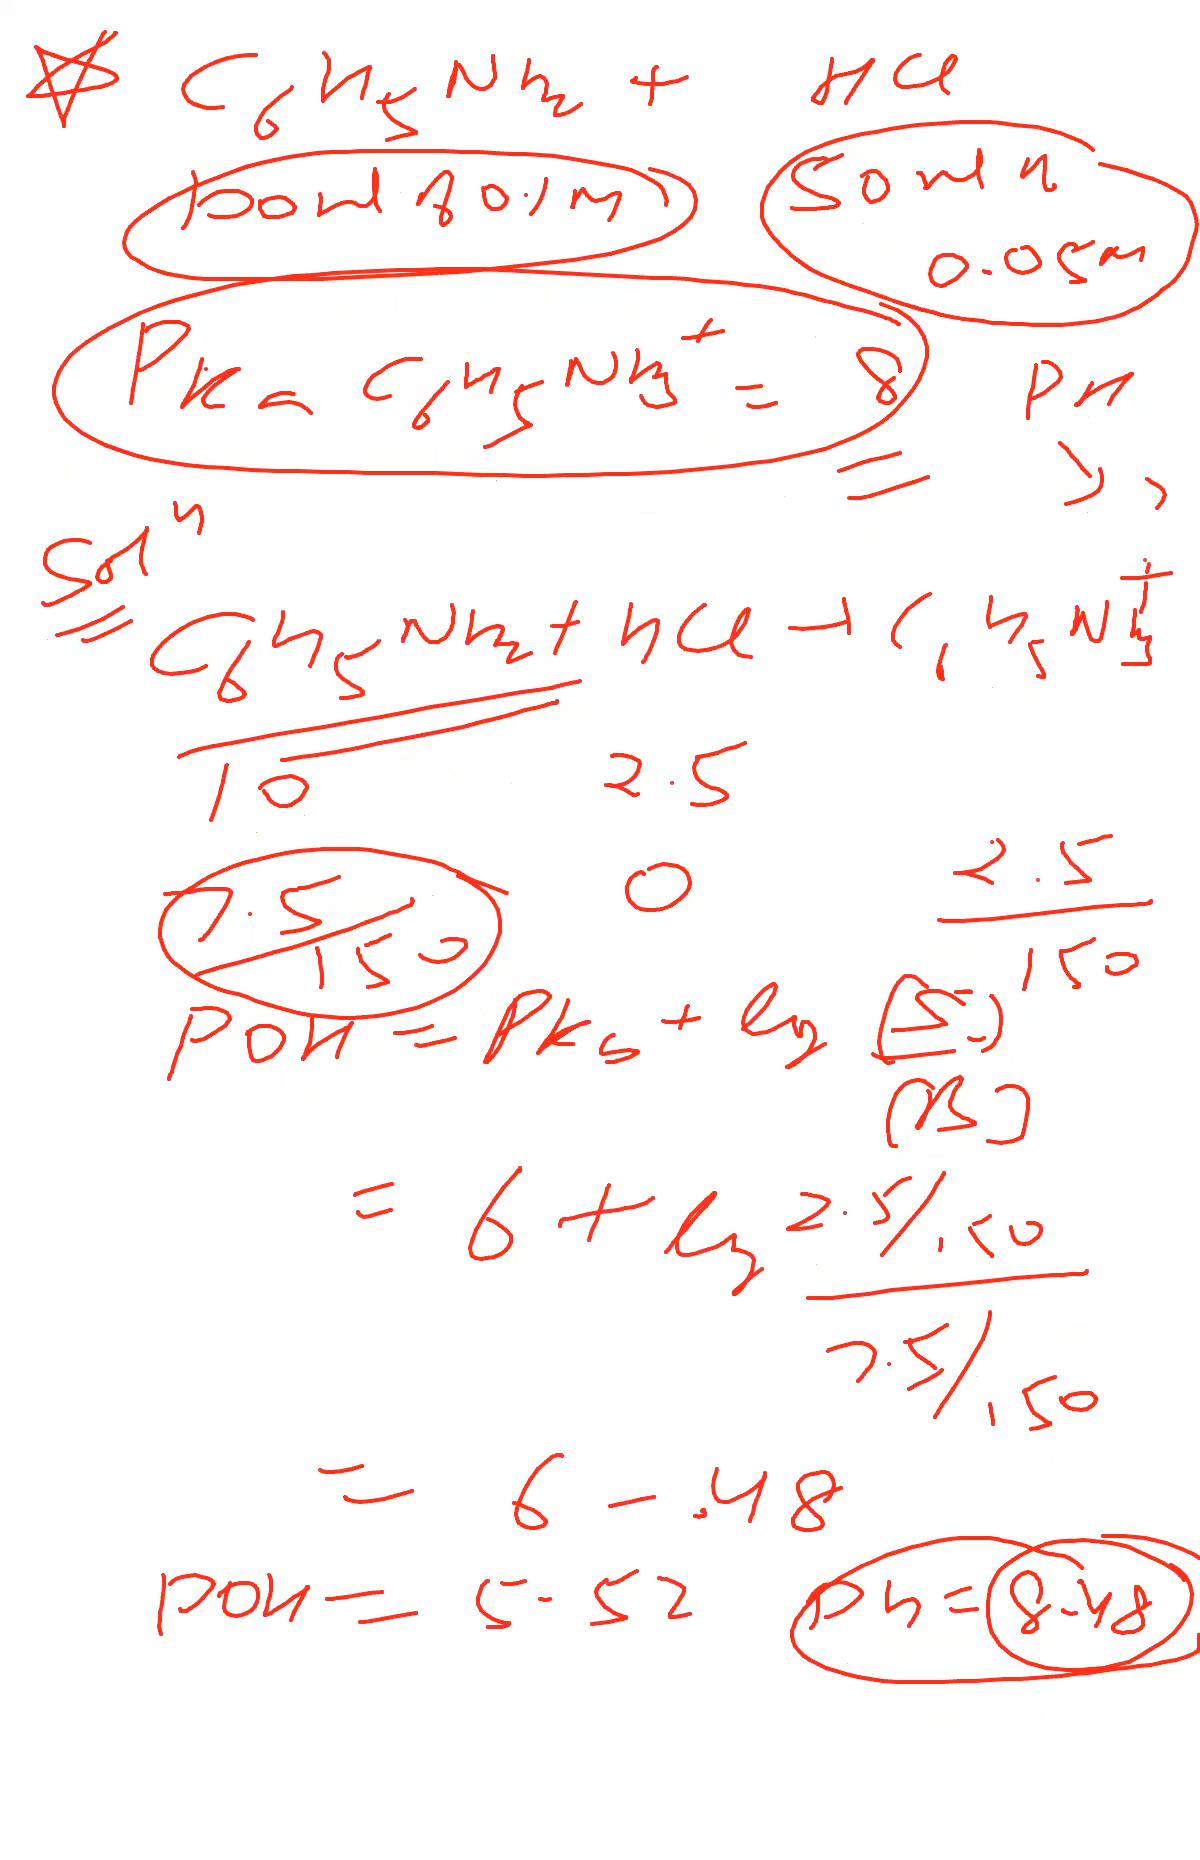 C6H5NH2 + HCl
100ml of 0.1M 50ml of
0.05M
Pka C6H5NH3+ = 8 PH
??
Soln
C6H5NH2 + HCl → C6H5NH3+
10 2.5
7.5/150 0 2.5/150
POH = Pkb + log [S]/[B]
= 6 + log 2.5/150 / 7.5/150
= 6 - .48
POH = 5.52 PH = 8.48